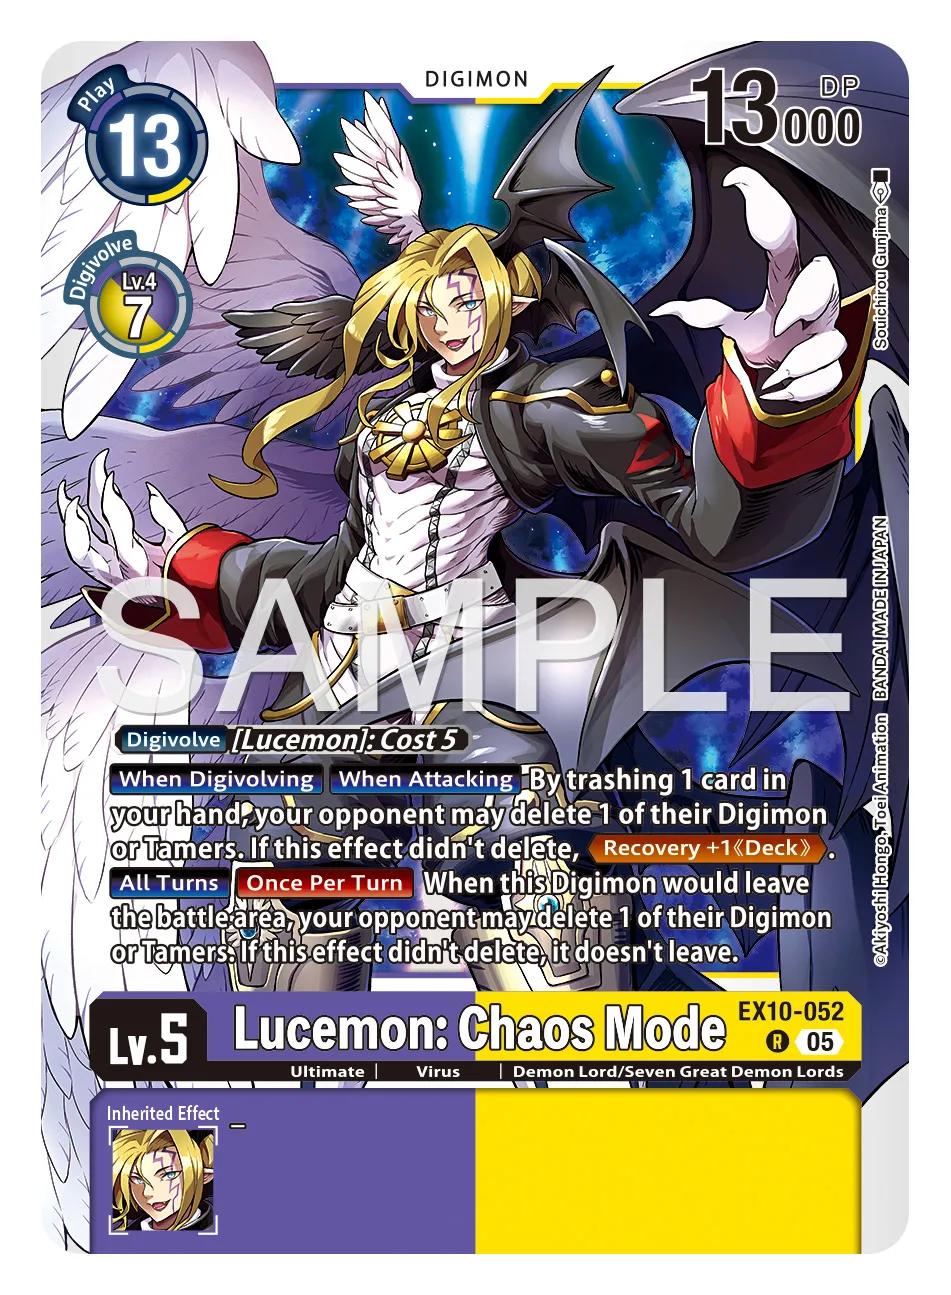 DIGIMON
Play
13
13000
DP
Digivolve
Lv.4
7
Souichirou Gunjima
SAMPLE
Digivolve [Lucemon]: Cost 5
When Digivolving When Attacking By trashing 1 card in
your hand, your opponent may delete 1 of their Digimon
or Tamers. If this effect didn't delete, Recovery +1《Deck》.
All Turns Once Per Turn When this Digimon would leave
the battle area, your opponent may delete 1 of their Digimon
or Tamers. If this effect didn't delete, it doesn't leave.
©Akiyoshi Hongo, Toei Animation BANDAI MADE IN JAPAN
Lv.5
Lucemon: Chaos Mode
EX10-052
R 05
Ultimate | Virus | Demon Lord/Seven Great Demon Lords
Inherited Effect
–